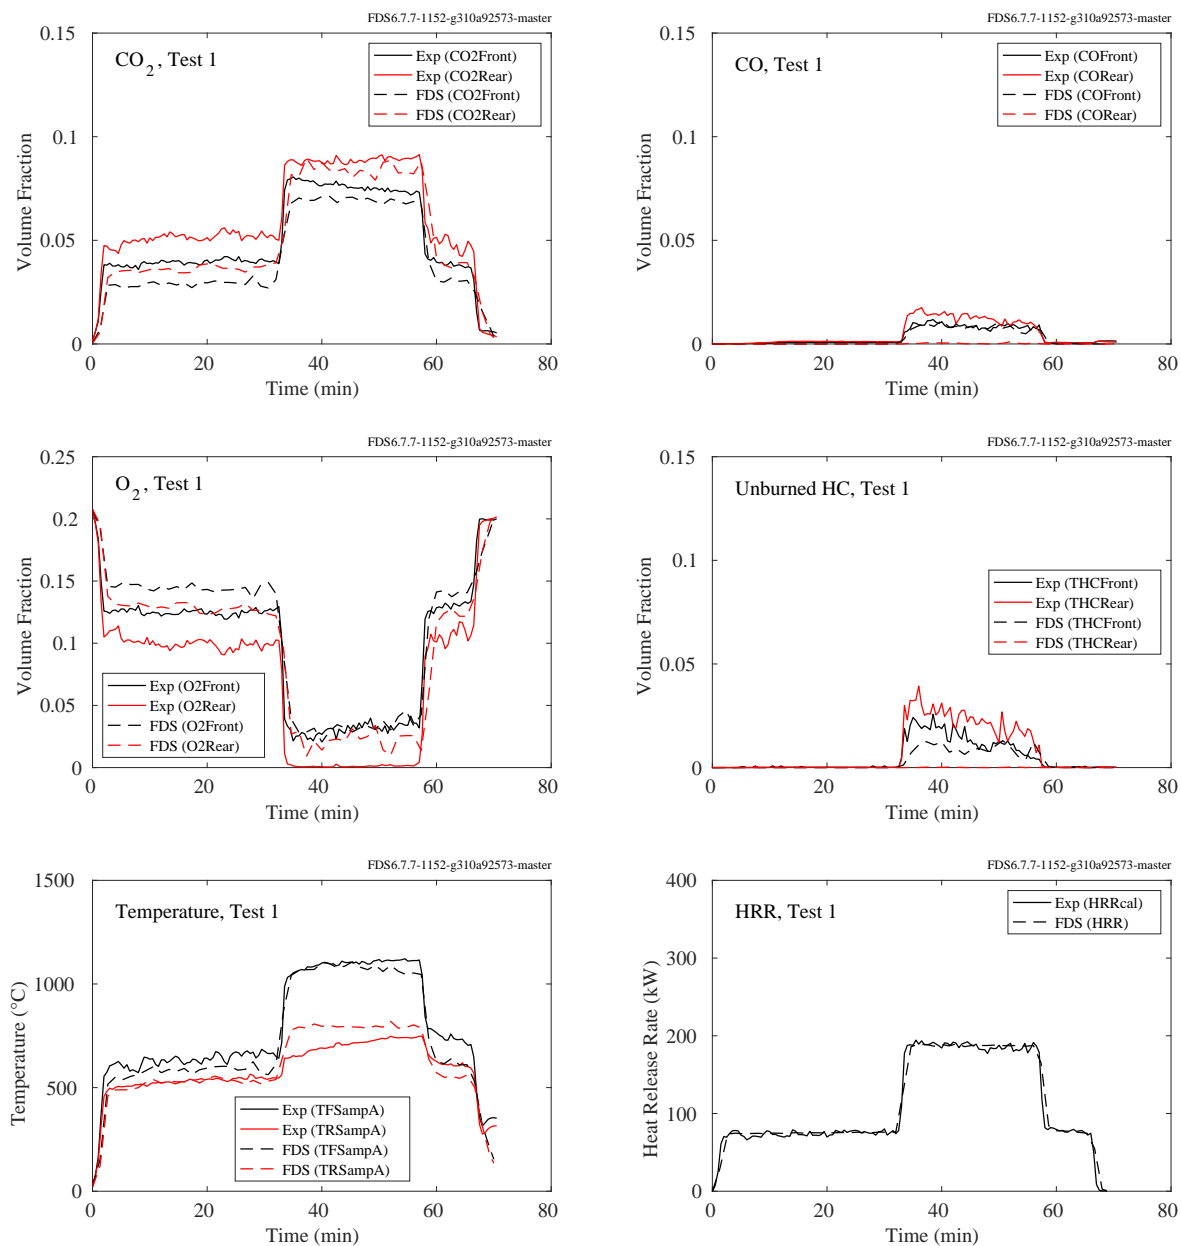 FDS6.7.7-1152-g310a92573-master
CO2, Test 1
Exp (CO2Front)
Exp (CO2Rear)
FDS (CO2Front)
FDS (CO2Rear)
Volume Fraction
0.15
0.1
0.05
0
0 20 40 60 80
Time (min)
FDS6.7.7-1152-g310a92573-master
CO, Test 1
Exp (COFront)
Exp (CORear)
FDS (COFront)
FDS (CORear)
Volume Fraction
0.15
0.1
0.05
0
0 20 40 60 80
Time (min)
FDS6.7.7-1152-g310a92573-master
O2, Test 1
Exp (O2Front)
Exp (O2Rear)
FDS (O2Front)
FDS (O2Rear)
Volume Fraction
0.25
0.2
0.15
0.1
0.05
0
0 20 40 60 80
Time (min)
FDS6.7.7-1152-g310a92573-master
Unburned HC, Test 1
Exp (THCFront)
Exp (THCRear)
FDS (THCFront)
FDS (THCRear)
Volume Fraction
0.15
0.1
0.05
0
0 20 40 60 80
Time (min)
FDS6.7.7-1152-g310a92573-master
Temperature, Test 1
Exp (TFSampA)
Exp (TRSampA)
FDS (TFSampA)
FDS (TRSampA)
Temperature (°C)
1500
1000
500
0
0 20 40 60 80
Time (min)
FDS6.7.7-1152-g310a92573-master
HRR, Test 1
Exp (HRRcal)
FDS (HRR)
Heat Release Rate (kW)
400
300
200
100
0
0 20 40 60 80
Time (min)